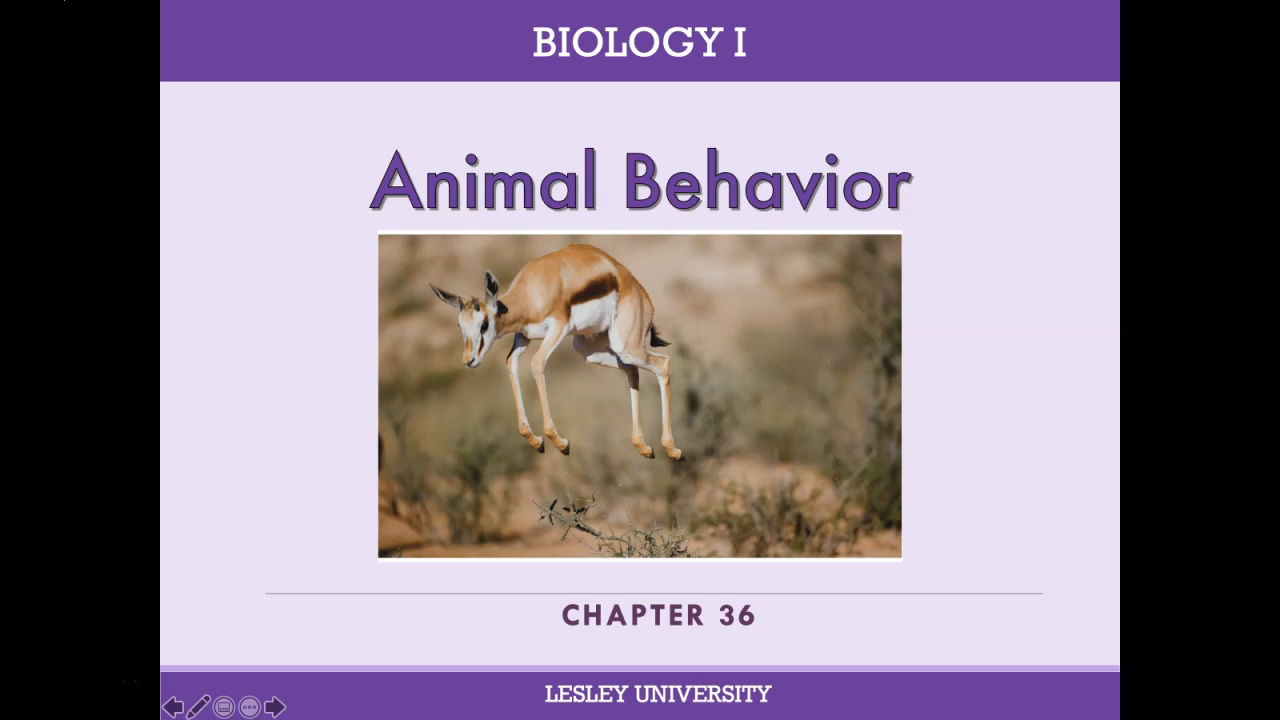 BIOLOGY I
Animal Behavior
CHAPTER 36
LESLEY UNIVERSITY